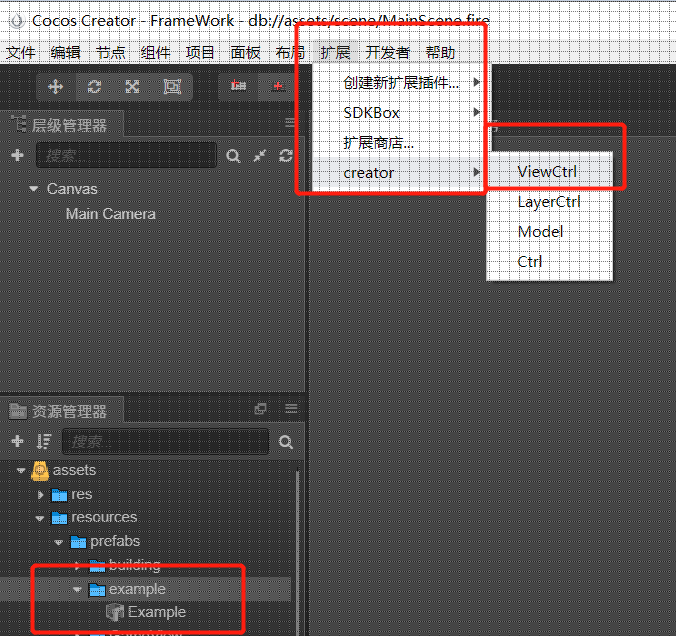 Cocos Creator - FrameWork - db://assets/scene/MainScene.fire
文件 编辑 节点 组件 项目 面板 布局 扩展 开发者 帮助
创建新扩展插件...
SDKBox
扩展商店...
creator
ViewCtrl
LayerCtrl
Model
Ctrl
层级管理器
搜索
Canvas
Main Camera
资源管理器
搜索
assets
res
resources
prefabs
building
example
Example